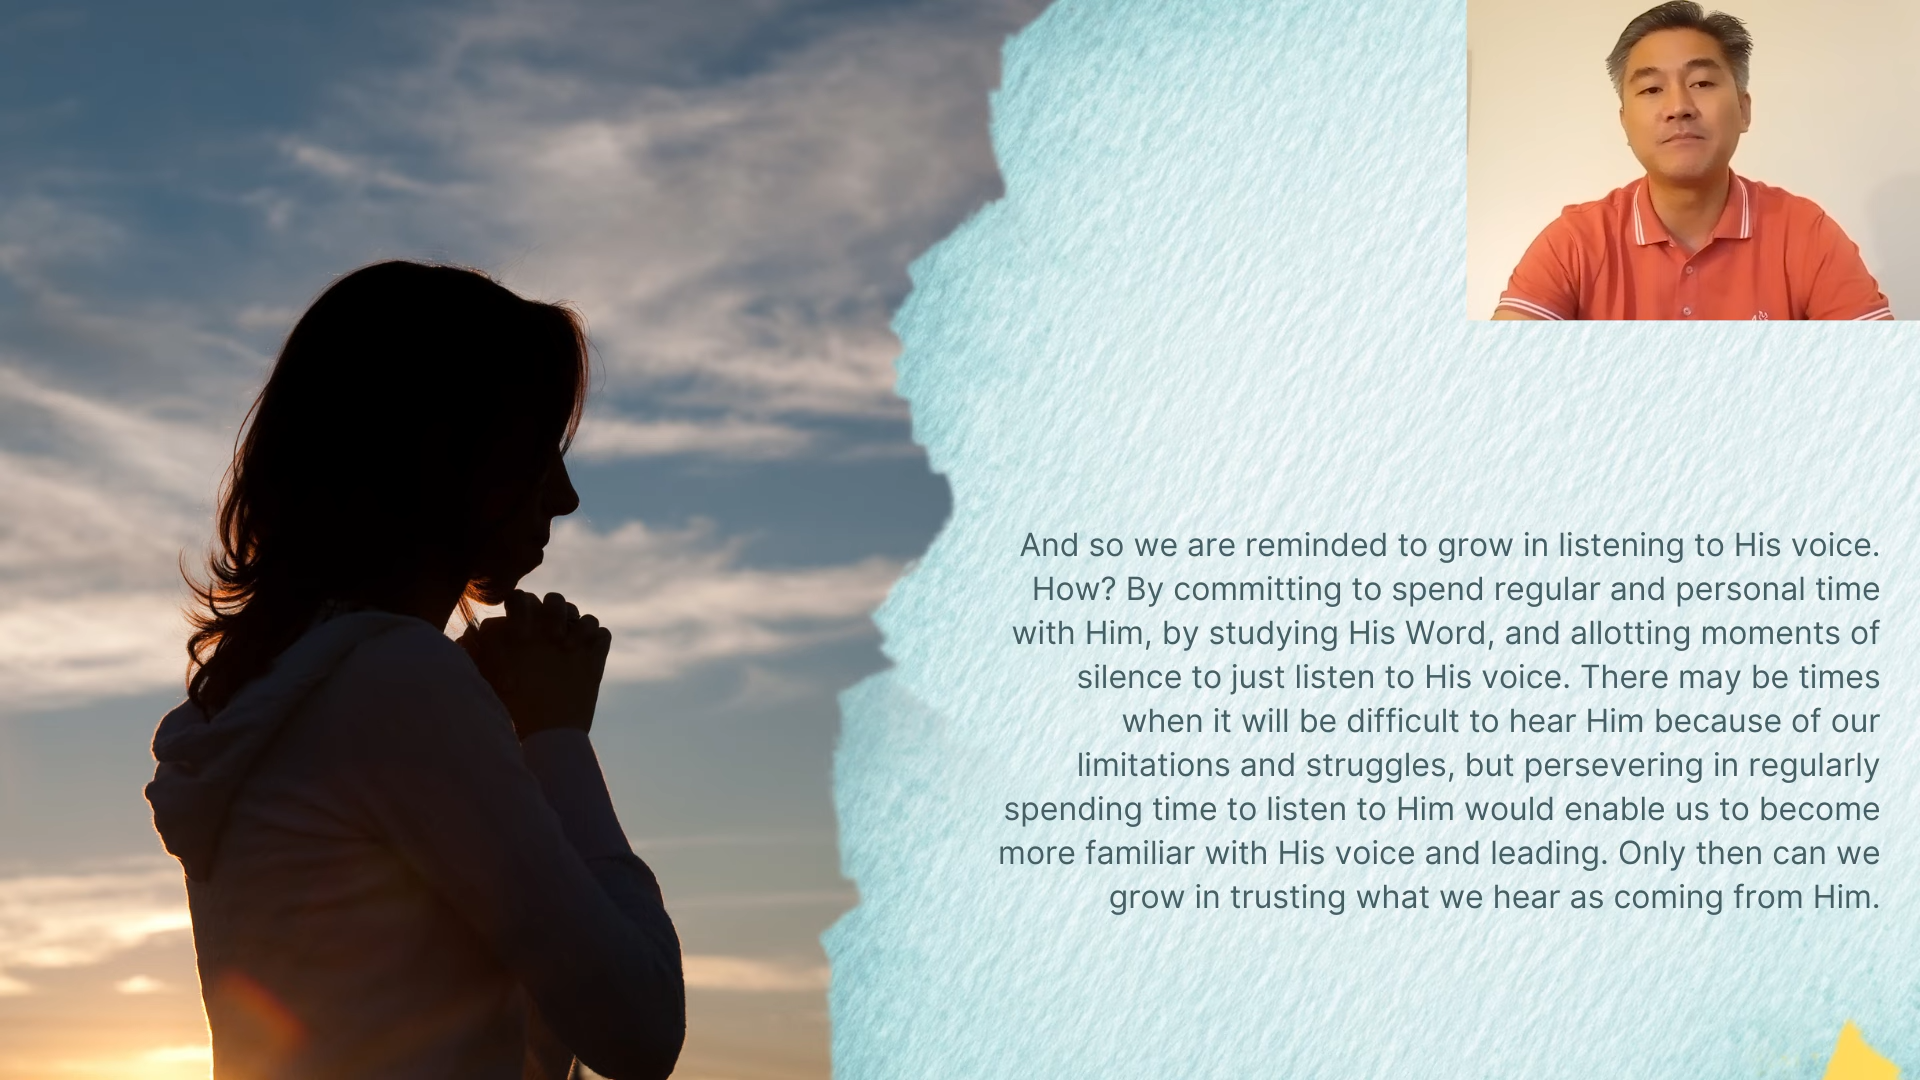 And so we are reminded to grow in listening to His voice.
How? By committing to spend regular and personal time
with Him, by studying His Word, and allotting moments of
silence to just listen to His voice. There may be times
when it will be difficult to hear Him because of our
limitations and struggles, but persevering in regularly
spending time to listen to Him would enable us to become
more familiar with His voice and leading. Only then can we
grow in trusting what we hear as coming from Him.